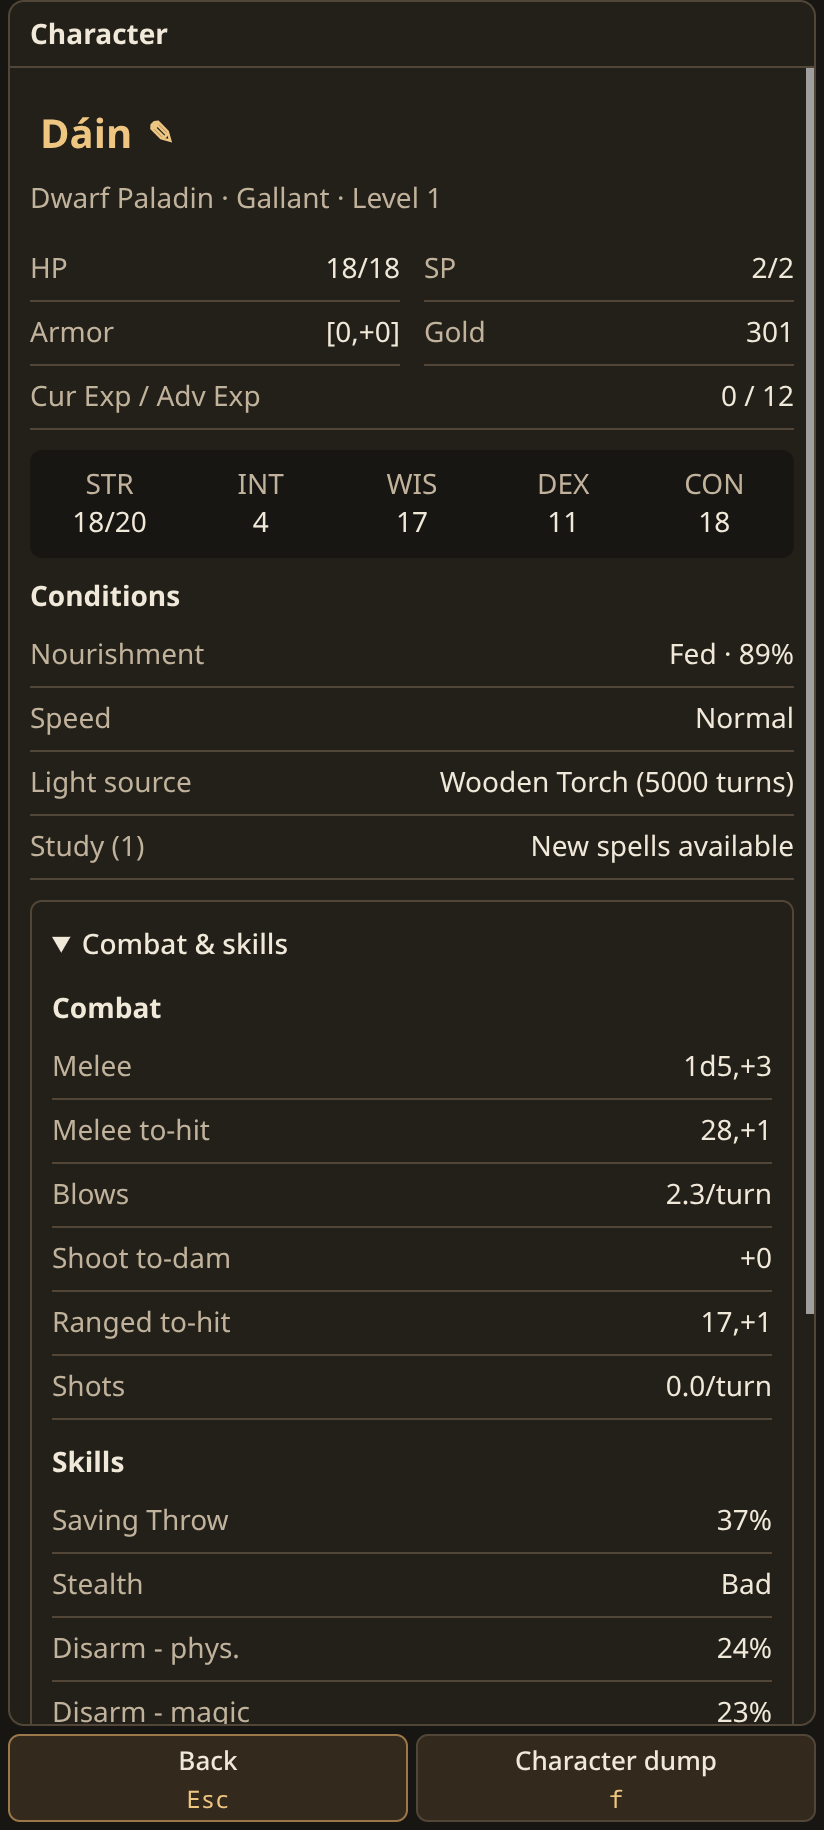 Character
Dáin ✎
Dwarf Paladin · Gallant · Level 1
HP 18/18 SP 2/2
Armor [0,+0] Gold 301
Cur Exp / Adv Exp 0 / 12
STR INT WIS DEX CON
18/20 4 17 11 18
Conditions
Nourishment Fed · 89%
Speed Normal
Light source Wooden Torch (5000 turns)
Study (1) New spells available
▼ Combat & skills
Combat
Melee 1d5,+3
Melee to-hit 28,+1
Blows 2.3/turn
Shoot to-dam +0
Ranged to-hit 17,+1
Shots 0.0/turn
Skills
Saving Throw 37%
Stealth Bad
Disarm - phys. 24%
Disarm - magic 23%
Back Character dump
Esc f